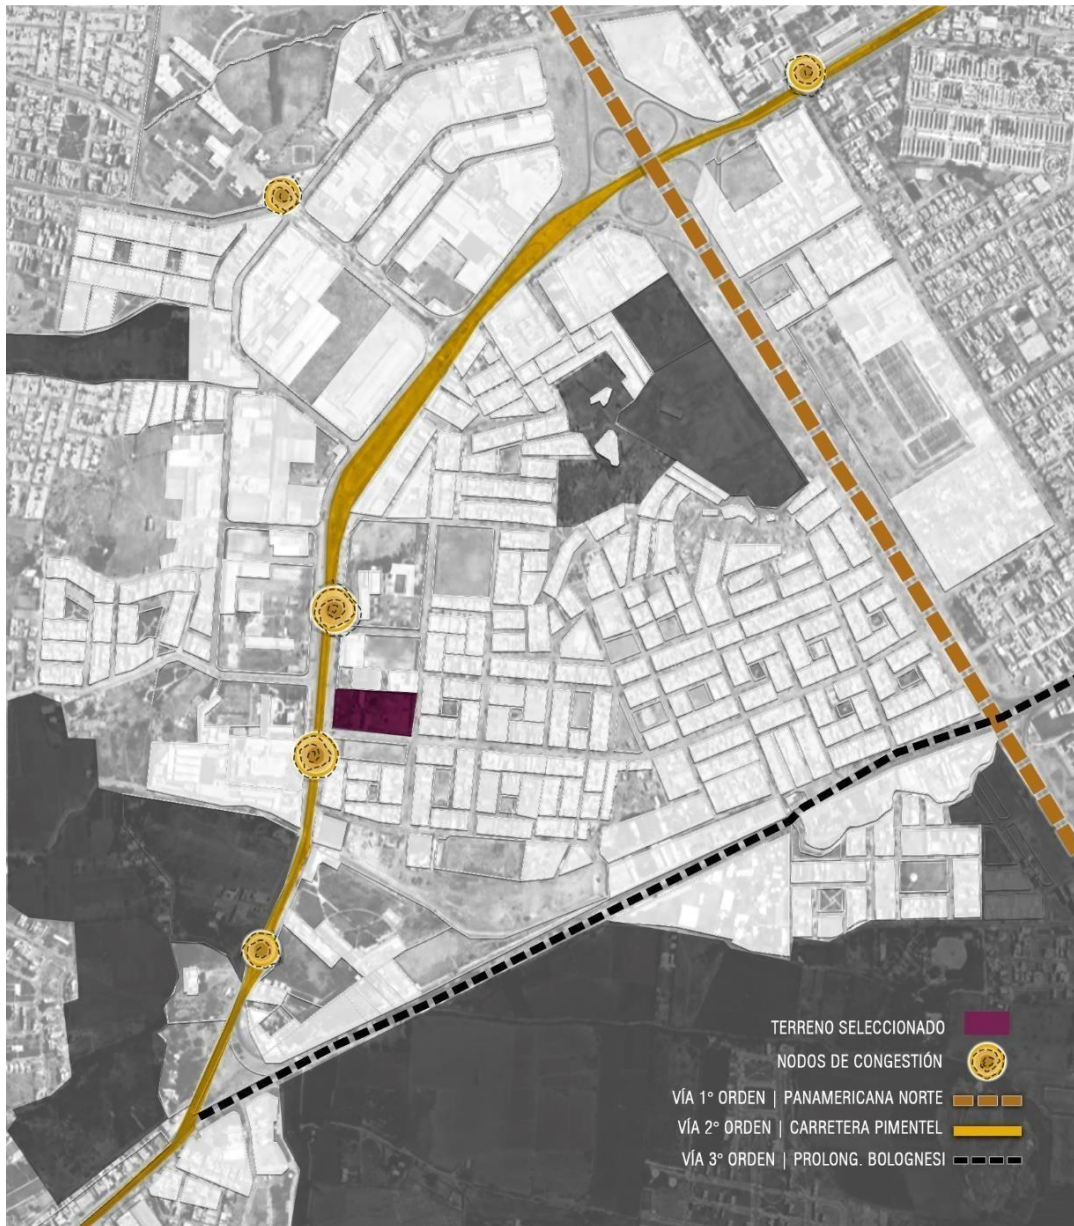 TERRENO SELECCIONADO
NODOS DE CONGESTIÓN
VÍA 1° ORDEN | PANAMERICANA NORTE
VÍA 2° ORDEN | CARRETERA PIMENTEL
VÍA 3° ORDEN | PROLONG. BOLOGNESI